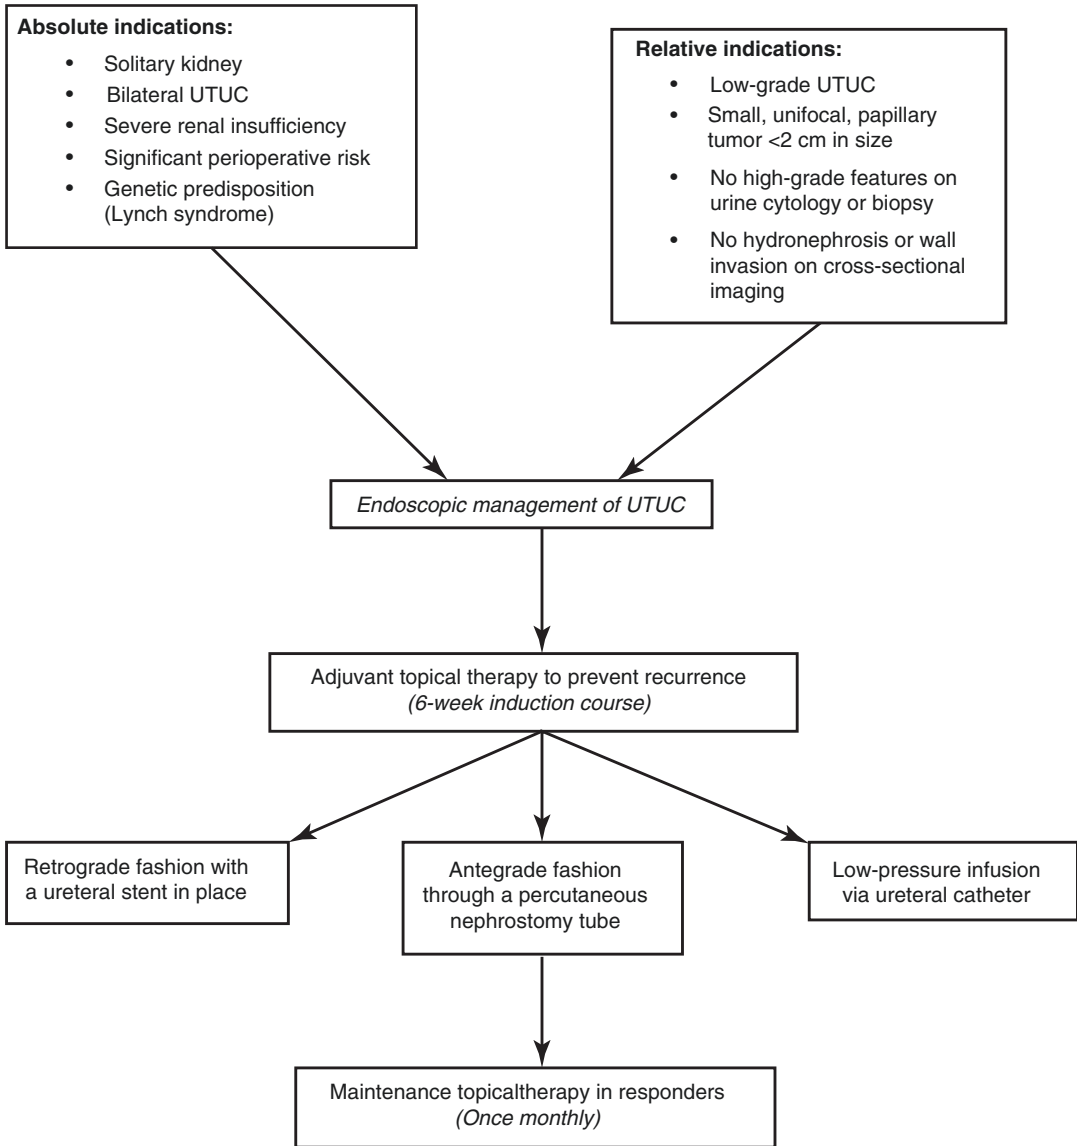 Absolute indications:
• Solitary kidney
• Bilateral UTUC
• Severe renal insufficiency
• Significant perioperative risk
• Genetic predisposition
(Lynch syndrome)
Relative indications:
• Low-grade UTUC
• Small, unifocal, papillary
tumor <2 cm in size
• No high-grade features on
urine cytology or biopsy
• No hydronephrosis or wall
invasion on cross-sectional
imaging
Endoscopic management of UTUC
Adjuvant topical therapy to prevent recurrence
(6-week induction course)
Retrograde fashion with
a ureteral stent in place
Antegrade fashion
through a percutaneous
nephrostomy tube
Low-pressure infusion
via ureteral catheter
Maintenance topicaltherapy in responders
(Once monthly)